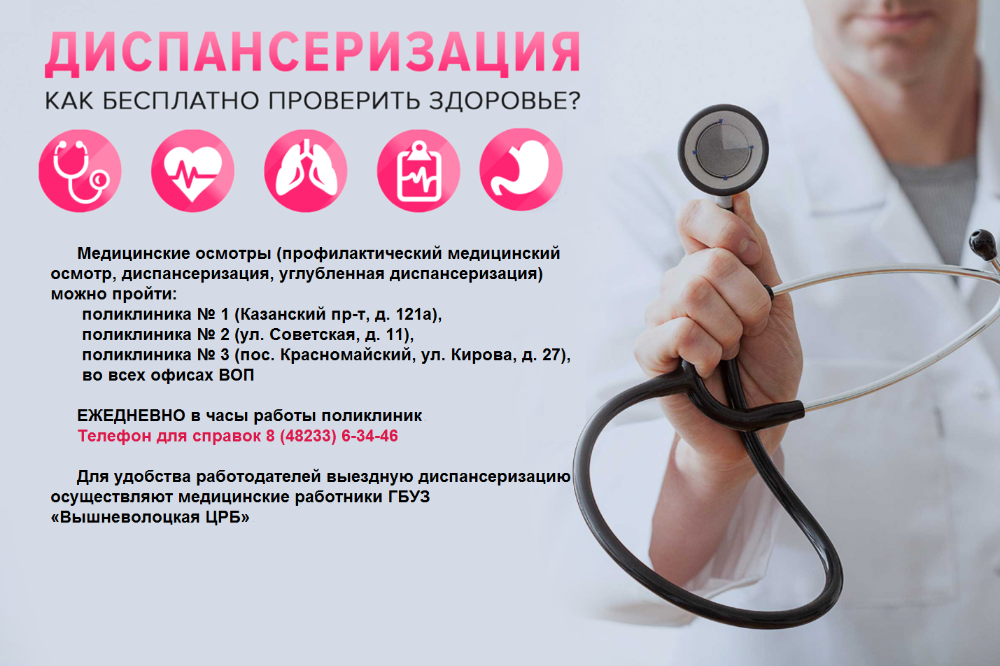 ДИСПАНСЕРИЗАЦИЯ
КАК БЕСПЛАТНО ПРОВЕРИТЬ ЗДОРОВЬЕ?
Медицинские осмотры (профилактический медицинский
осмотр, диспансеризация, углубленная диспансеризация)
можно пройти:
поликлиника № 1 (Казанский пр-т, д. 121а),
поликлиника № 2 (ул. Советская, д. 11),
поликлиника № 3 (пос. Красномайский, ул. Кирова, д. 27),
во всех офисах ВОП
ЕЖЕДНЕВНО в часы работы поликлиник
Телефон для справок 8 (48233) 6-34-46
Для удобства работодателей выездную диспансеризацию
осуществляют медицинские работники ГБУЗ
«Вышневолоцкая ЦРБ»